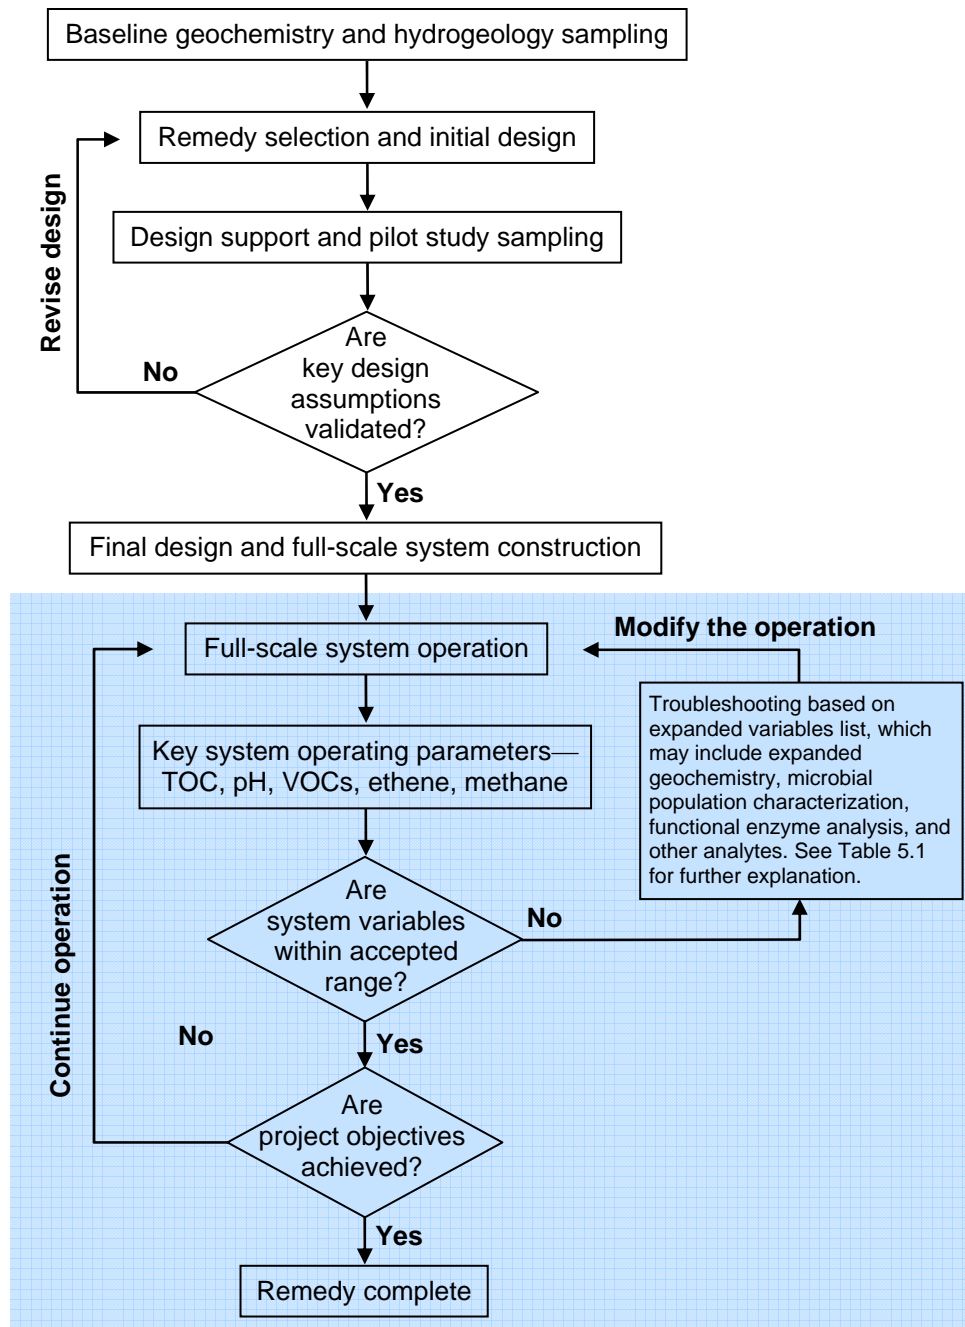 Baseline geochemistry and hydrogeology sampling
Remedy selection and initial design
Design support and pilot study sampling
Revise design
Are
key design
assumptions
validated?
No
Yes
Final design and full-scale system construction
Full-scale system operation
Modify the operation
Key system operating parameters—
TOC, pH, VOCs, ethene, methane
Troubleshooting based on
expanded variables list, which
may include expanded
geochemistry, microbial
population characterization,
functional enzyme analysis, and
other analytes. See Table 5.1
for further explanation.
Are
system variables
within accepted
range?
No
Yes
Continue operation
No
Are
project objectives
achieved?
Yes
Remedy complete